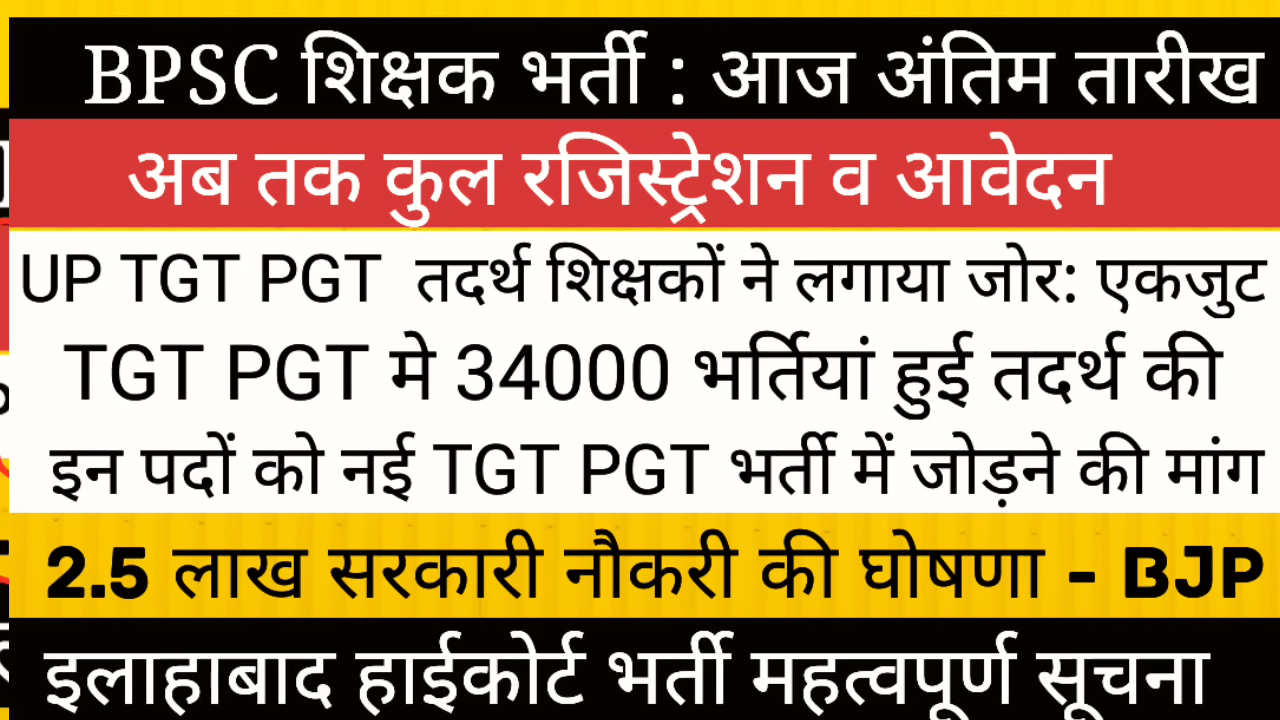 BPSC शिक्षक भर्ती : आज अंतिम तारीख
अब तक कुल रजिस्ट्रेशन व आवेदन
UP TGT PGT तदर्थ शिक्षकों ने लगाया जोर: एकजुट
TGT PGT मे 34000 भर्तियां हुई तदर्थ की
इन पदों को नई TGT PGT भर्ती में जोड़ने की मांग
2.5 लाख सरकारी नौकरी की घोषणा - BJP
इलाहाबाद हाईकोर्ट भर्ती महत्वपूर्ण सूचना